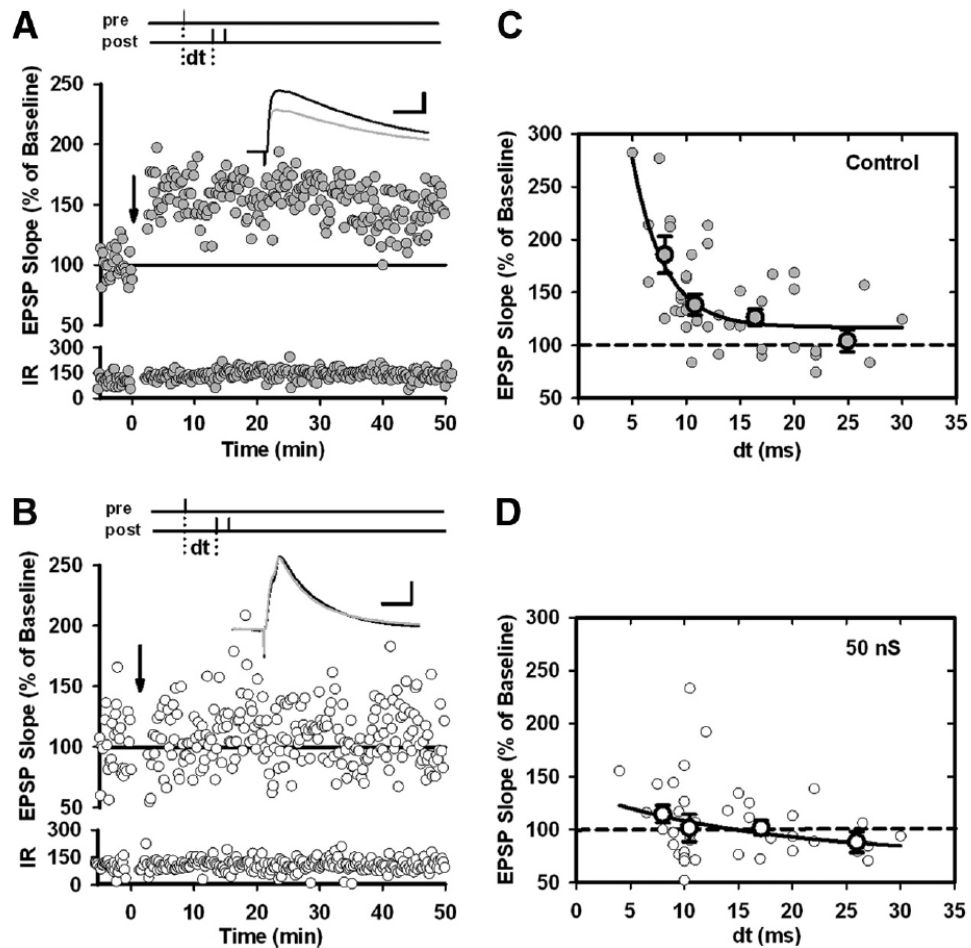 A
pre
post
dt
EPSP Slope (% of Baseline)
250
200
150
100
50
IR
300
150
0
0 10 20 30 40 50
Time (min)
B
pre
post
dt
EPSP Slope (% of Baseline)
250
200
150
100
50
IR
300
150
0
0 10 20 30 40 50
Time (min)
C
Control
EPSP Slope (% of Baseline)
300
250
200
150
100
50
0 5 10 15 20 25 30 35
dt (ms)
D
50 nS
EPSP Slope (% of Baseline)
300
250
200
150
100
50
0 5 10 15 20 25 30 35
dt (ms)